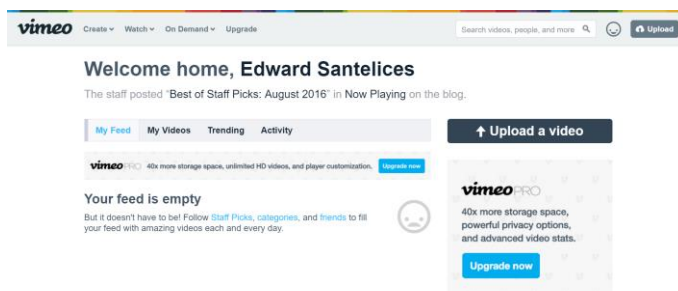 vimeo Create Watch On Demand Upgrade Search videos, people, and more Upload
Welcome home, Edward Santelices
The staff posted "Best of Staff Picks: August 2016" in Now Playing on the blog.
My Feed My Videos Trending Activity
Upload a video
vimeo PRO 40x more storage space, unlimited HD videos, and player customization. Upgrade now
Your feed is empty
But it doesn't have to be! Follow Staff Picks, categories, and friends to fill
your feed with amazing videos each and every day.
vimeo PRO
40x more storage space,
powerful privacy options,
and advanced video stats.
Upgrade now